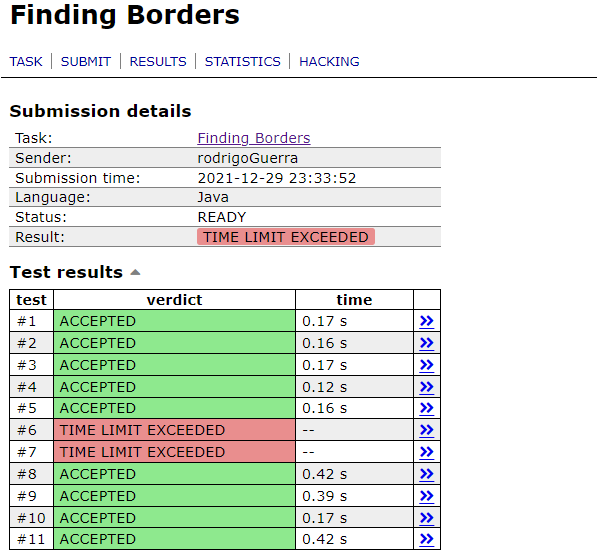 Finding Borders
TASK | SUBMIT | RESULTS | STATISTICS | HACKING
Submission details
Task: Finding Borders
Sender: rodrigoGuerra
Submission time: 2021-12-29 23:33:52
Language: Java
Status: READY
Result: TIME LIMIT EXCEEDED
Test results
test verdict time
#1 ACCEPTED 0.17 s
#2 ACCEPTED 0.16 s
#3 ACCEPTED 0.17 s
#4 ACCEPTED 0.12 s
#5 ACCEPTED 0.16 s
#6 TIME LIMIT EXCEEDED --
#7 TIME LIMIT EXCEEDED --
#8 ACCEPTED 0.42 s
#9 ACCEPTED 0.39 s
#10 ACCEPTED 0.17 s
#11 ACCEPTED 0.42 s